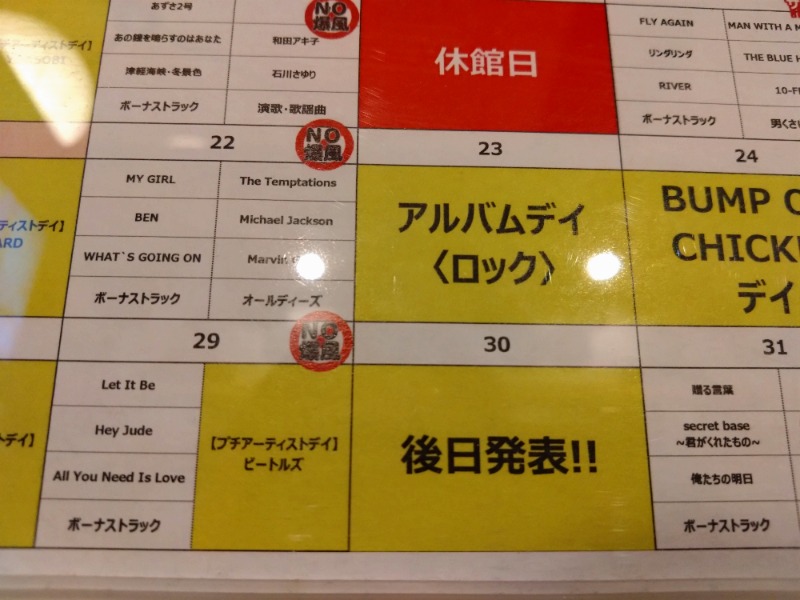 あずさ2号
NO
爆風
あの鐘を鳴らすのはあなた
和田アキ子
津軽海峡・冬景色
石川さゆり
ボーナストラック
演歌・歌謡曲
休館日
FLY AGAIN
MAN WITH A
リンダリンダ
THE BLUE
RIVER
ボーナストラック
22
NO
爆風
MY GIRL
The Temptations
BEN
Michael Jackson
WHAT`S GOING ON
Marvin
ボーナストラック
オールディーズ
23
アルバムデイ
〈ロック〉
24
BUMP
デイ
29
NO
爆風
Let It Be
Hey Jude
All You Need Is Love
ボーナストラック
【プチアーティストデイ】
ビートルズ
30
後日発表!!
31
贈る言葉
secret base
~君がくれたもの~
俺たちの明日
ボーナストラック